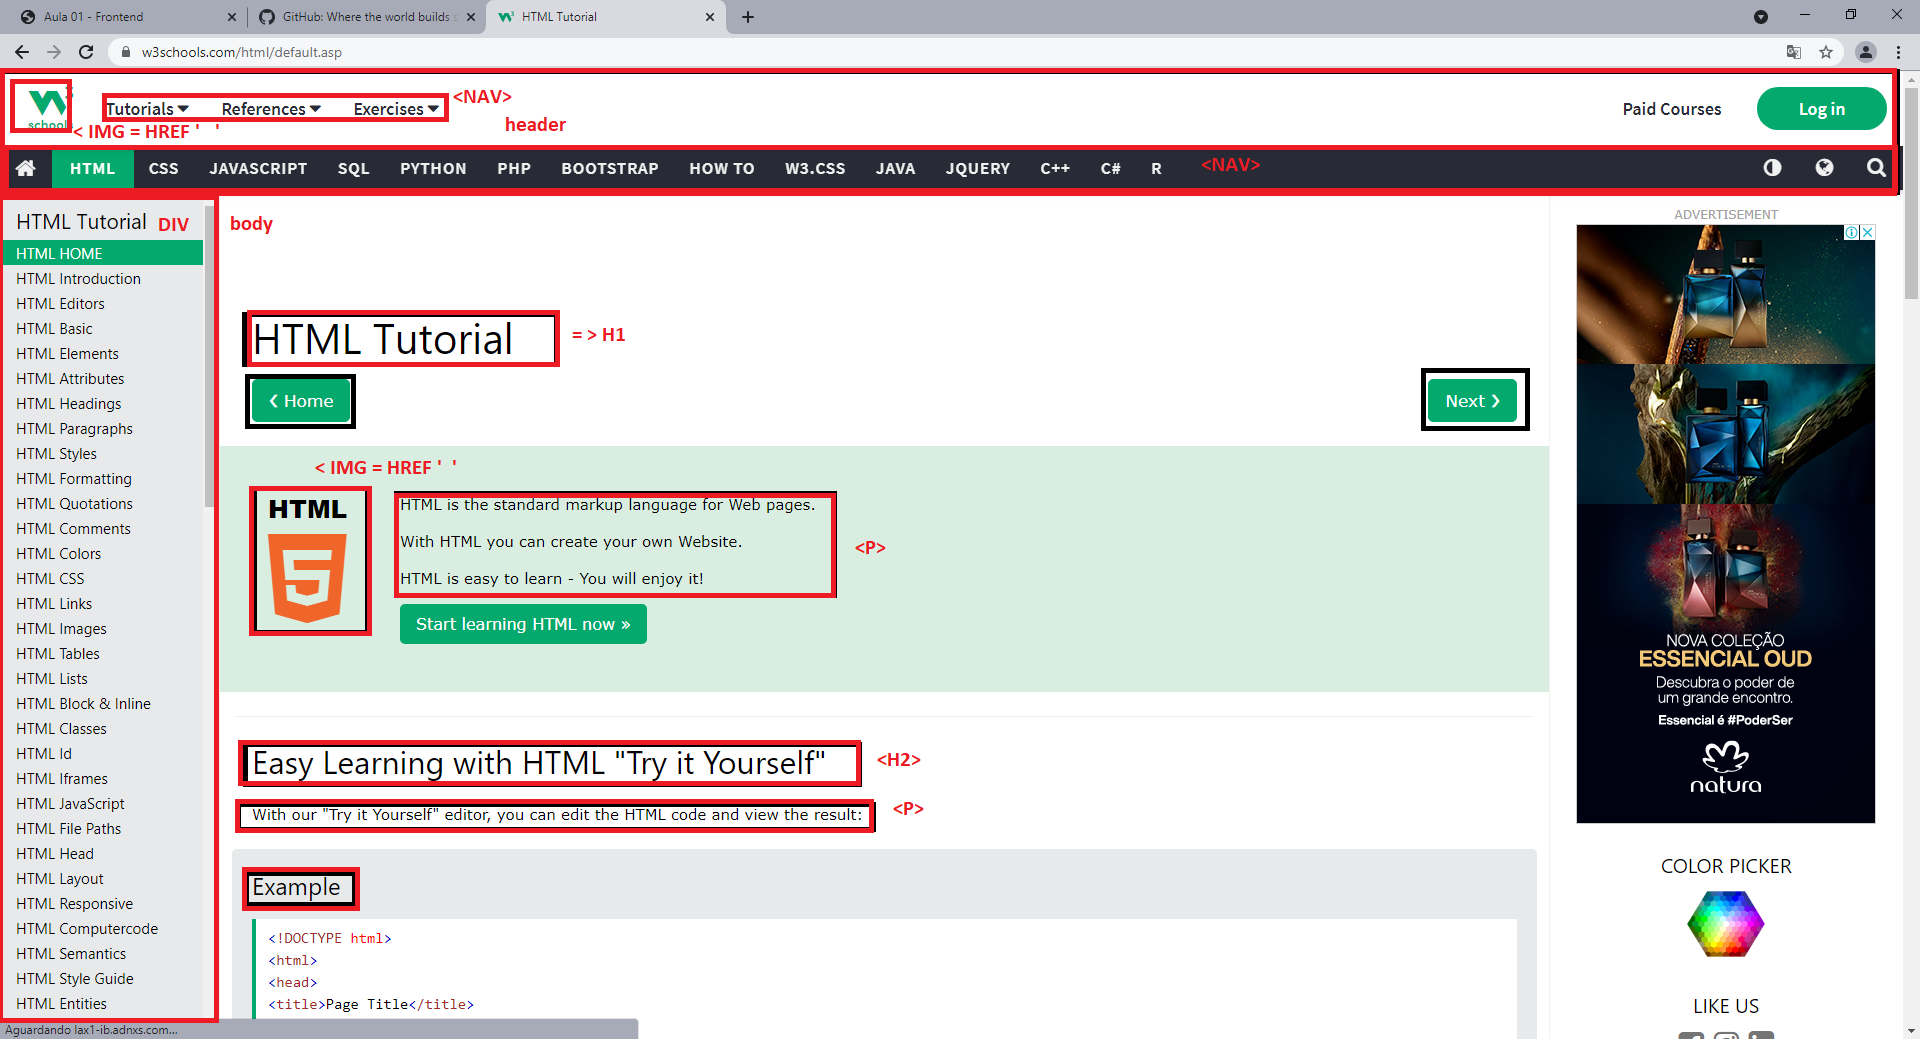 Aula 01 - Frontend
GitHub: Where the world builds s
HTML Tutorial
w3schools.com/html/default.asp
Tutorials
References
Exercises
<NAV>
Paid Courses
Log in
schools
< IMG = HREF ' '
header
HTML
CSS
JAVASCRIPT
SQL
PYTHON
PHP
BOOTSTRAP
HOW TO
W3.CSS
JAVA
JQUERY
C++
C#
R
<NAV>
HTML Tutorial
DIV
HTML HOME
HTML Introduction
HTML Editors
HTML Basic
HTML Elements
HTML Attributes
HTML Headings
HTML Paragraphs
HTML Styles
HTML Formatting
HTML Quotations
HTML Comments
HTML Colors
HTML CSS
HTML Links
HTML Images
HTML Tables
HTML Lists
HTML Block & Inline
HTML Classes
HTML Id
HTML Iframes
HTML JavaScript
HTML File Paths
HTML Head
HTML Layout
HTML Responsive
HTML Computercode
HTML Semantics
HTML Style Guide
HTML Entities
Aguardando lax1-ib.adnxs.com...
body
HTML Tutorial
= > H1
❮ Home
Next ❯
< IMG = HREF ' '
HTML
5
HTML is the standard markup language for Web pages.
With HTML you can create your own Website.
HTML is easy to learn - You will enjoy it!
<P>
Start learning HTML now »
Easy Learning with HTML "Try it Yourself"
<H2>
With our "Try it Yourself" editor, you can edit the HTML code and view the result:
<P>
Example
<!DOCTYPE html>
<html>
<head>
<title>Page Title</title>
ADVERTISEMENT
NOVA COLEÇÃO
ESSENCIAL OUD
Descubra o poder de
um grande encontro.
Essencial é #PoderSer
natura
COLOR PICKER
LIKE US